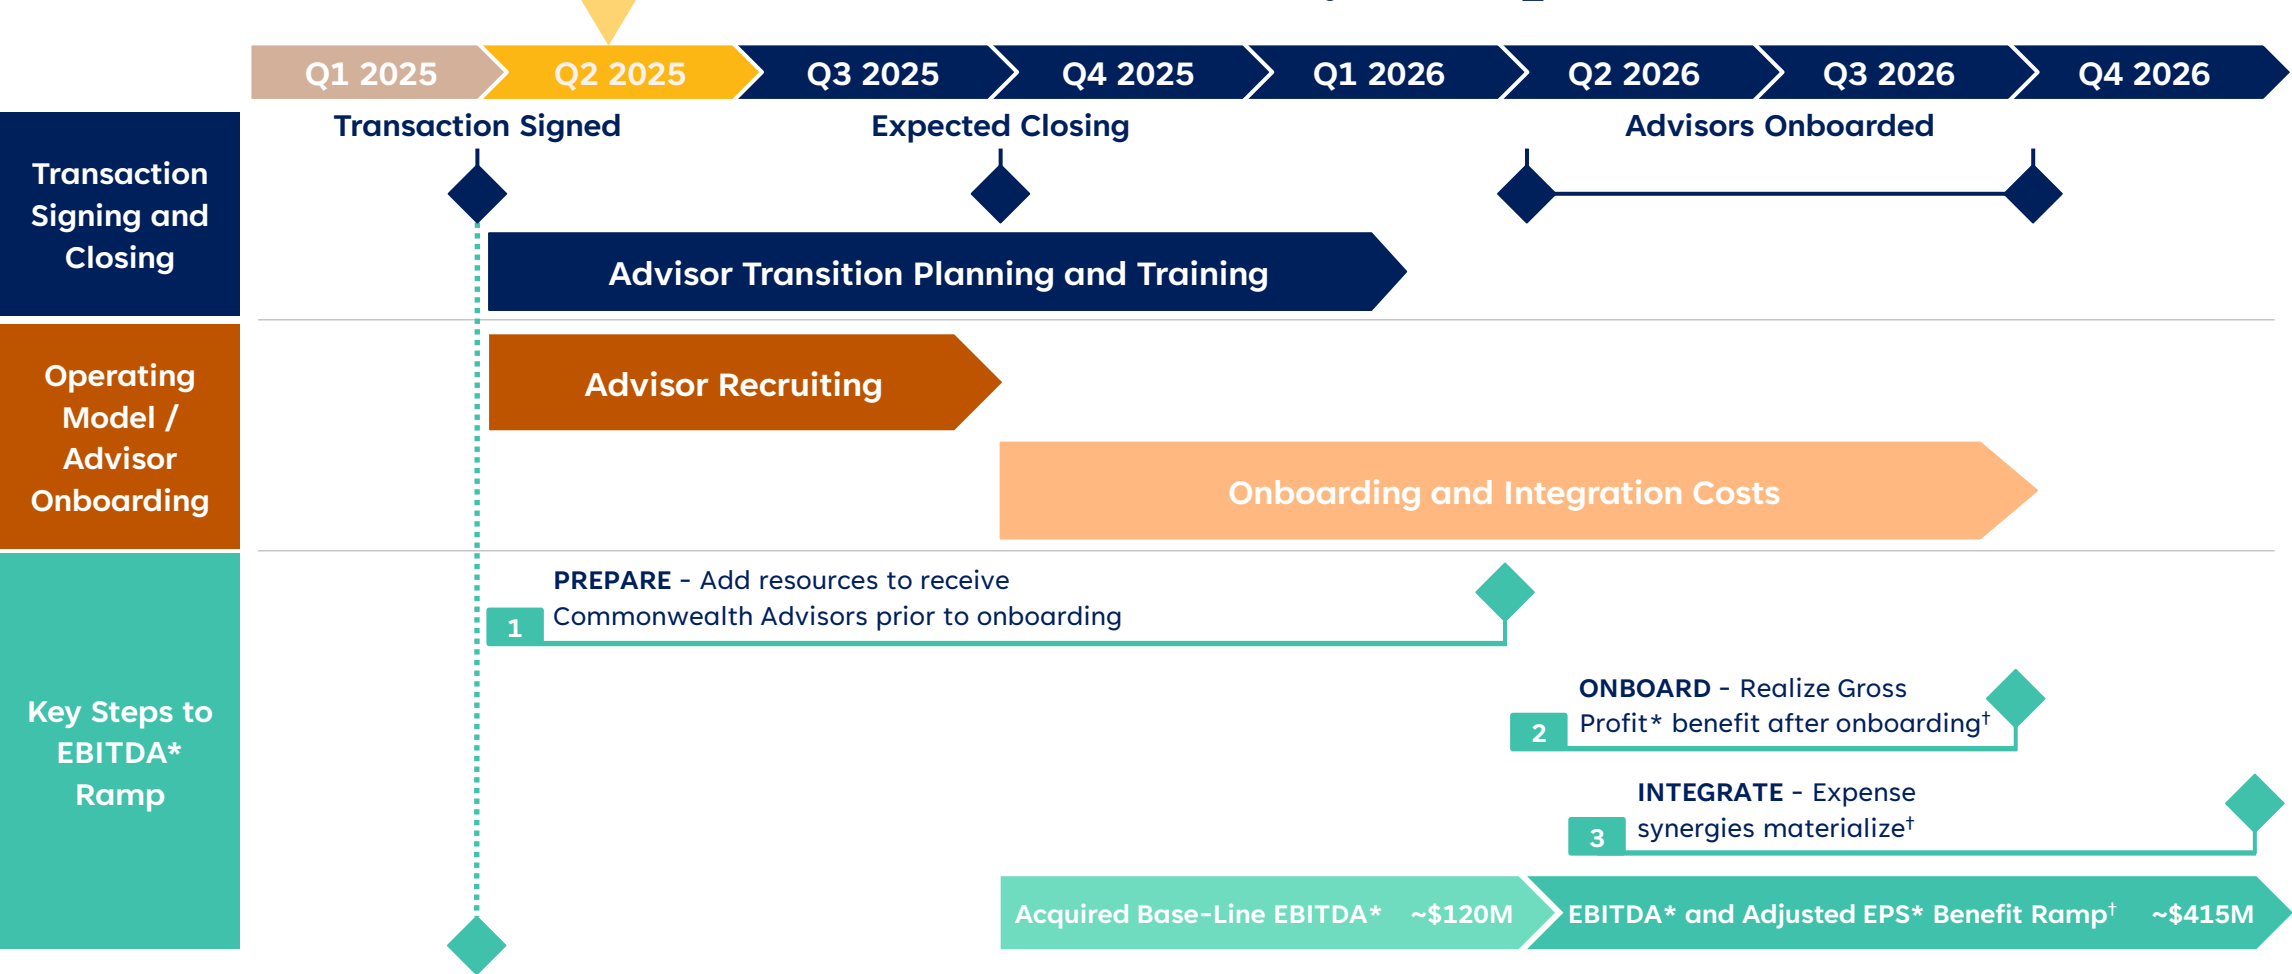 Q1 2025
Q2 2025
Q3 2025
Q4 2025
Q1 2026
Q2 2026
Q3 2026
Q4 2026
Transaction Signed
Expected Closing
Advisors Onboarded
Transaction
Signing and
Closing
Advisor Transition Planning and Training
Operating
Model /
Advisor
Onboarding
Advisor Recruiting
Onboarding and Integration Costs
Key Steps to
EBITDA*
Ramp
1
PREPARE - Add resources to receive
Commonwealth Advisors prior to onboarding
2
ONBOARD - Realize Gross
Profit* benefit after onboarding†
3
INTEGRATE - Expense
synergies materialize†
Acquired Base-Line EBITDA* ~$120M
EBITDA* and Adjusted EPS* Benefit Ramp† ~$415M